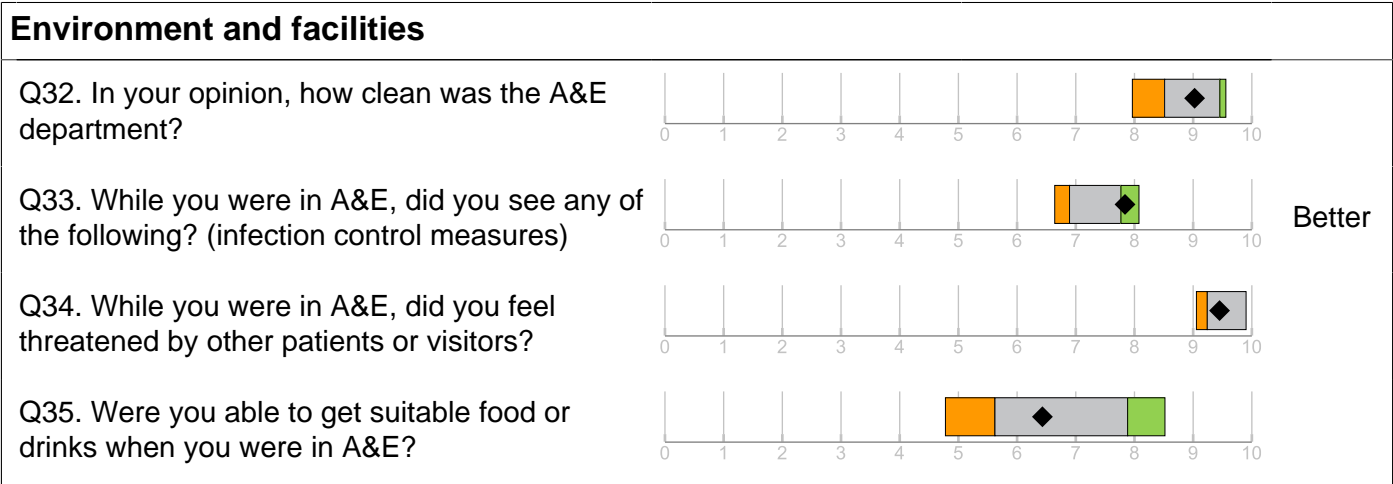 Environment and facilities
Q32. In your opinion, how clean was the A&E
department?
0 1 2 3 4 5 6 7 8 9 10
Q33. While you were in A&E, did you see any of
the following? (infection control measures)
0 1 2 3 4 5 6 7 8 9 10
Better
Q34. While you were in A&E, did you feel
threatened by other patients or visitors?
0 1 2 3 4 5 6 7 8 9 10
Q35. Were you able to get suitable food or
drinks when you were in A&E?
0 1 2 3 4 5 6 7 8 9 10